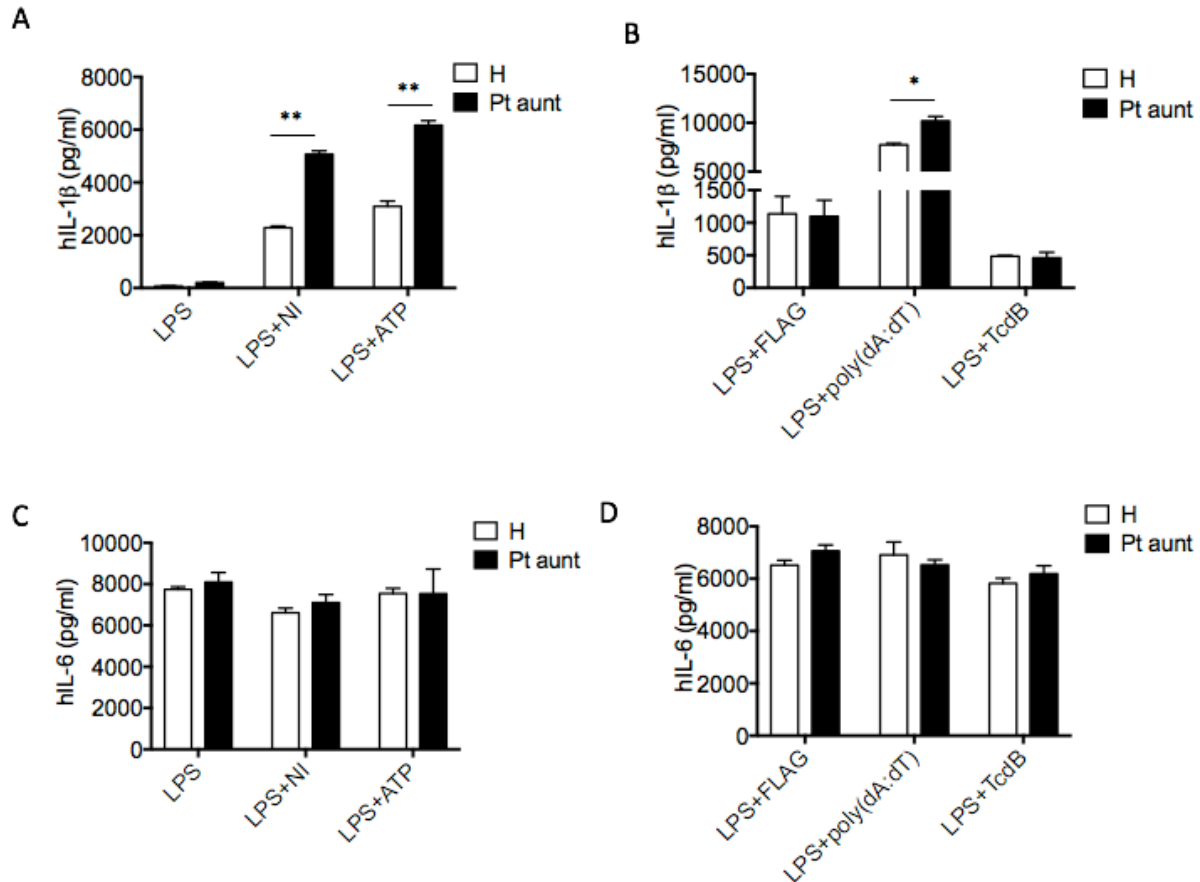 A
hIL-1β (pg/ml)
8000
6000
4000
2000
0
**
**
H
Pt aunt
LPS
LPS+NI
LPS+ATP
B
hIL-1β (pg/ml)
15000
10000
5000
1500
1000
500
0
*
H
Pt aunt
LPS+FLAG
LPS+poly(dA:dT)
LPS+TcdB
C
hIL-6 (pg/ml)
10000
8000
6000
4000
2000
0
H
Pt aunt
LPS
LPS+NI
LPS+ATP
D
hIL-6 (pg/ml)
8000
6000
4000
2000
0
H
Pt aunt
LPS+FLAG
LPS+poly(dA:dT)
LPS+TcdB